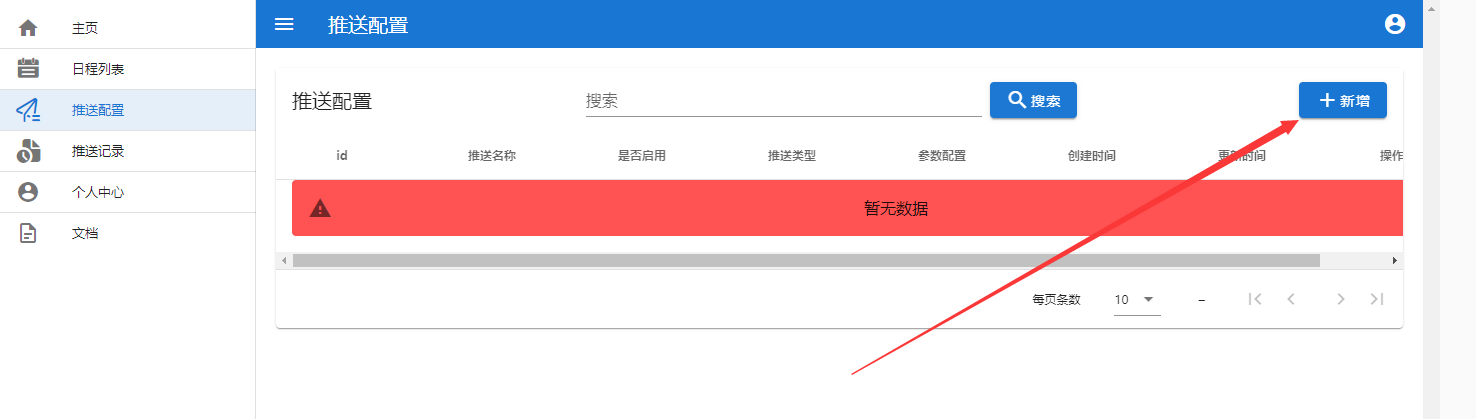 主页
日程列表
推送配置
推送记录
个人中心
文档
推送配置
推送配置
搜索
搜索
新增
id 推送名称 是否启用 推送类型 参数配置 创建时间 更新时间 操作
暂无数据
每页条数 10 –